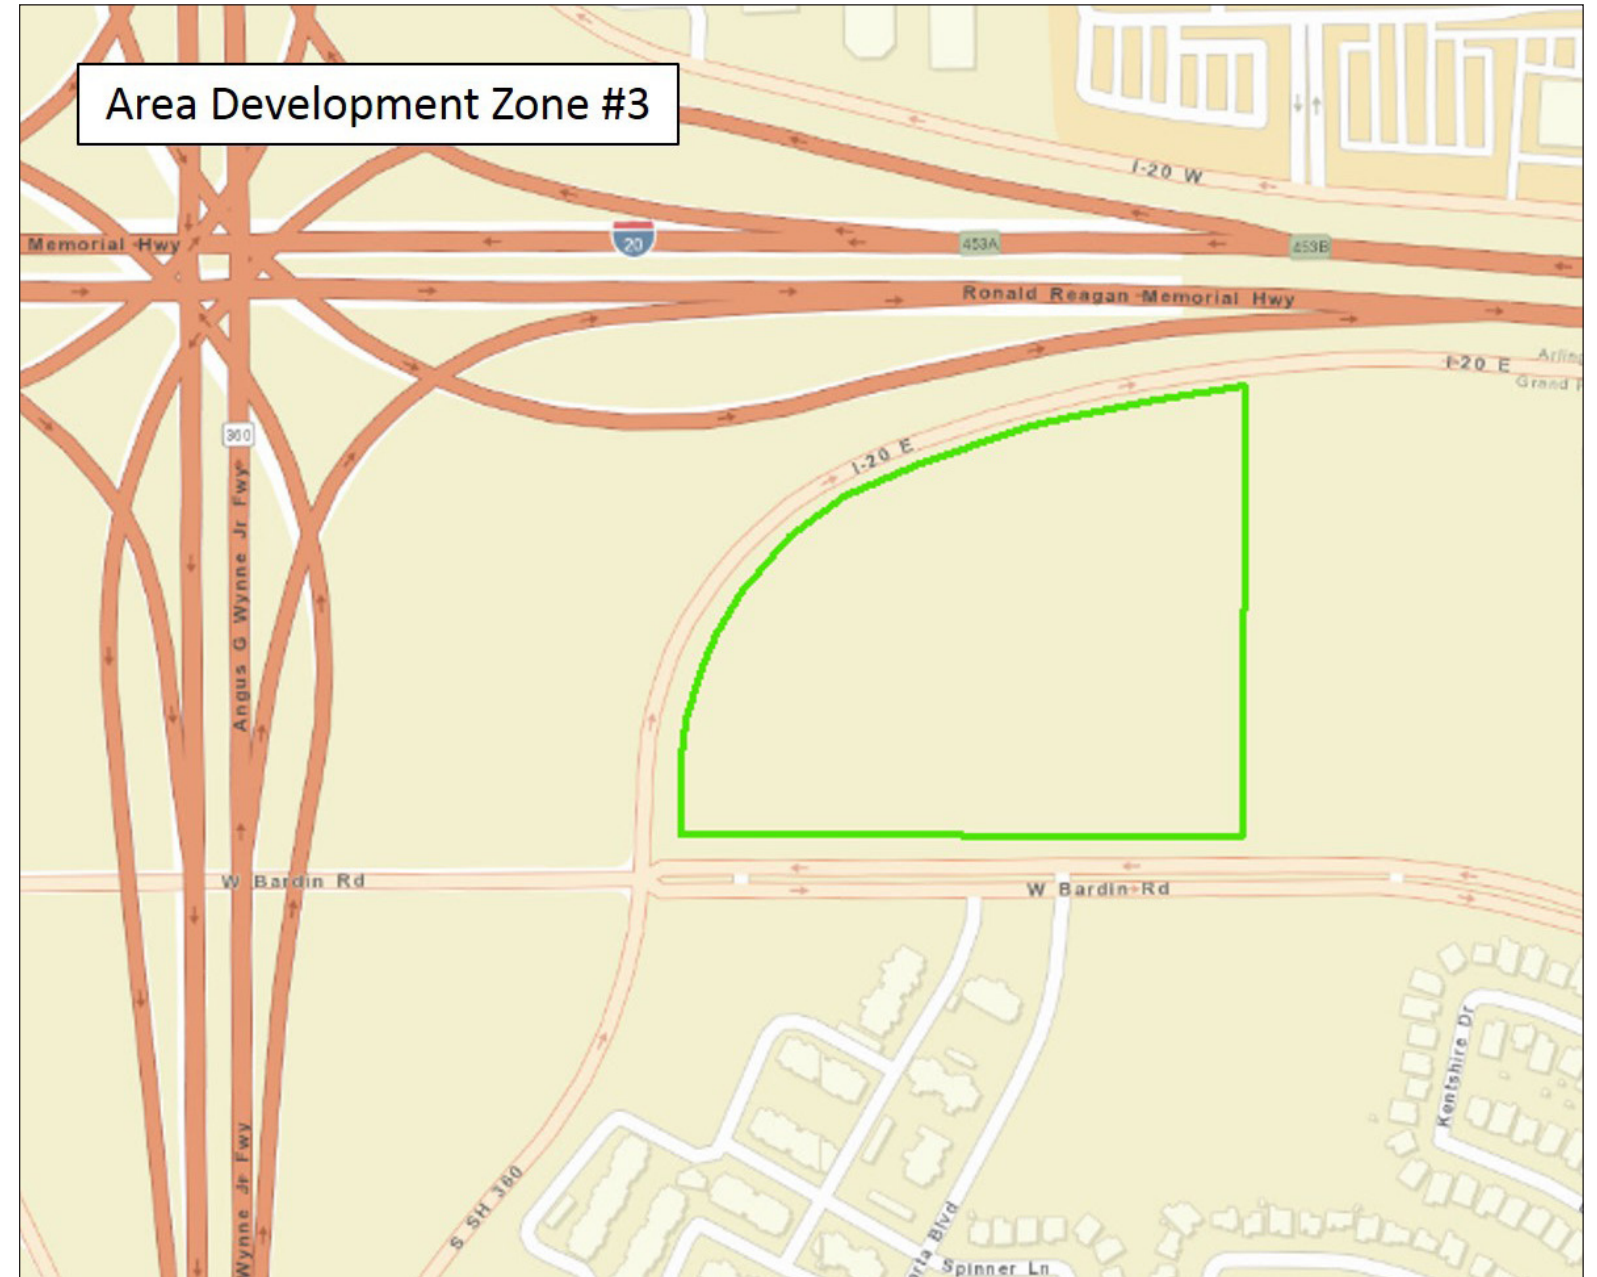 Area Development Zone #3
I-20 W
Memorial Hwy
20
453A
453B
Ronald Reagan Memorial Hwy
I-20 E
360
I-20 E
Angus G Wynne Jr Fwy
W Bardin Rd
W Bardin Rd
Kentshire Dr
S SH 360
Wynne Jr Fwy
Blvd
Spinner Ln